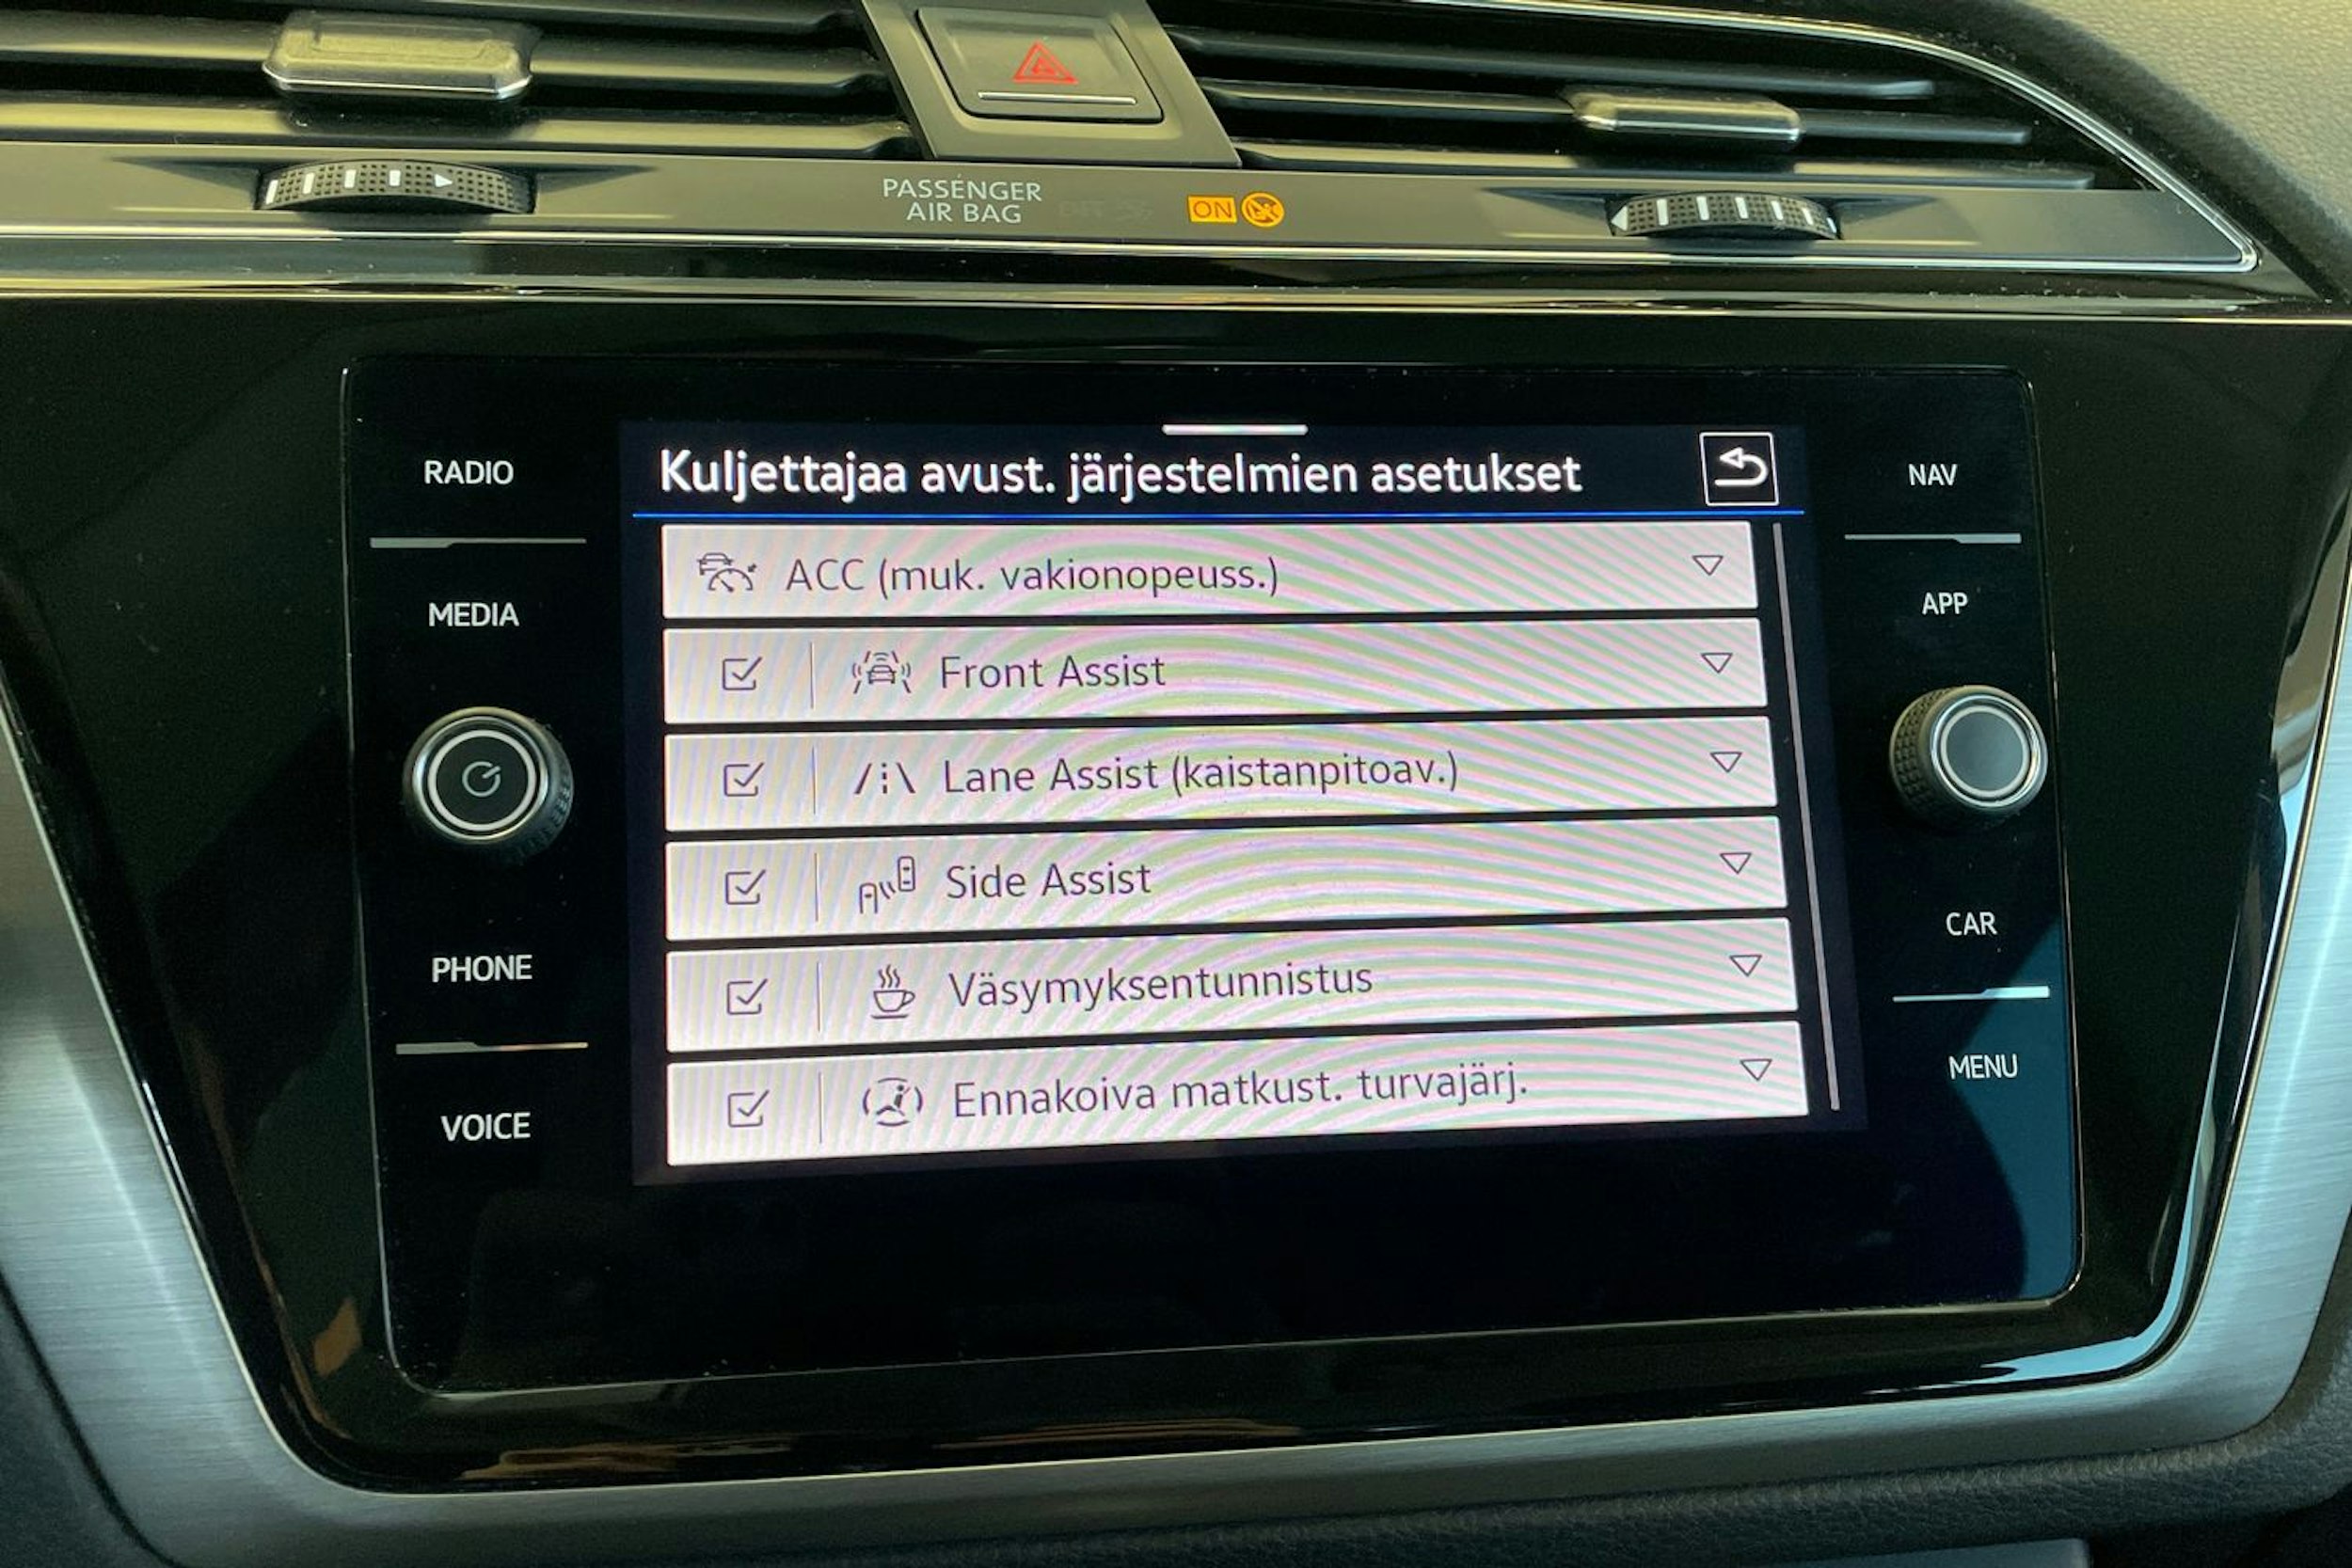 PASSENGER
AIR BAG
ON
Kuljettajaa avust. järjestelmien asetukset
RADIO
MEDIA
PHONE
VOICE
ACC (muk. vakionopeuss.)
Front Assist
Lane Assist (kaistanpitoav.)
Side Assist
Väsymyksentunnistus
Ennakoiva matkust. turvajärj.
NAV
APP
CAR
MENU